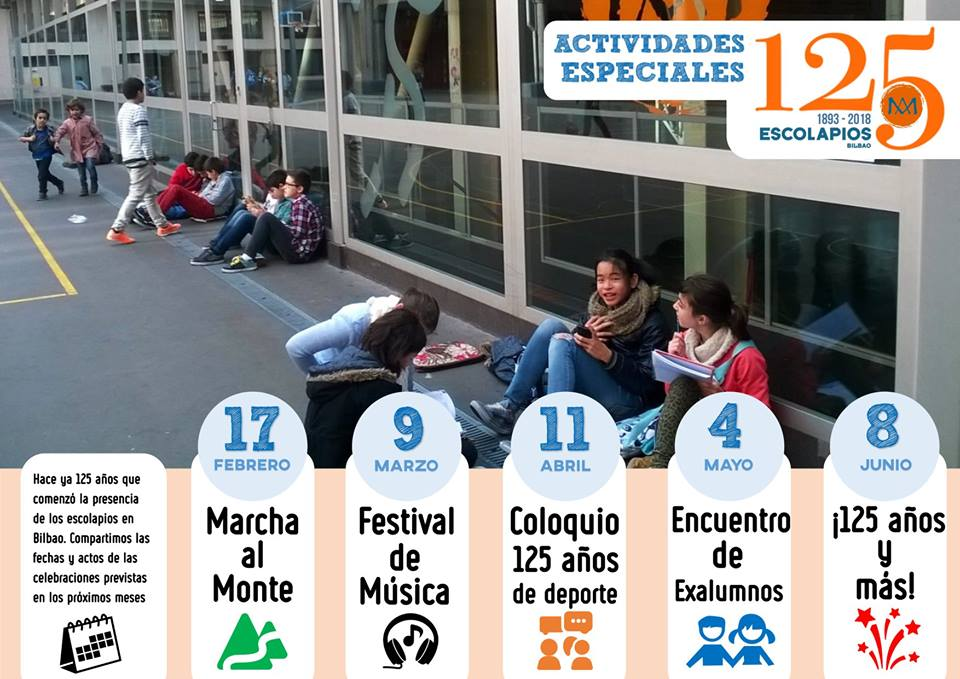 ACTIVIDADES
ESPECIALES
125
1893 - 2018
ESCOLAPIOS
BILBAO
Hace ya 125 años que
comenzó la presencia
de los escolapios en
Bilbao. Compartimos las
fechas y actos de las
celebraciones previstas
en los próximos meses
17
FEBRERO
Marcha
al
Monte
9
MARZO
Festival
de
Música
11
ABRIL
Coloquio
125 años
de deporte
4
MAYO
Encuentro
de
Exalumnos
8
JUNIO
¡125 años
y
más!